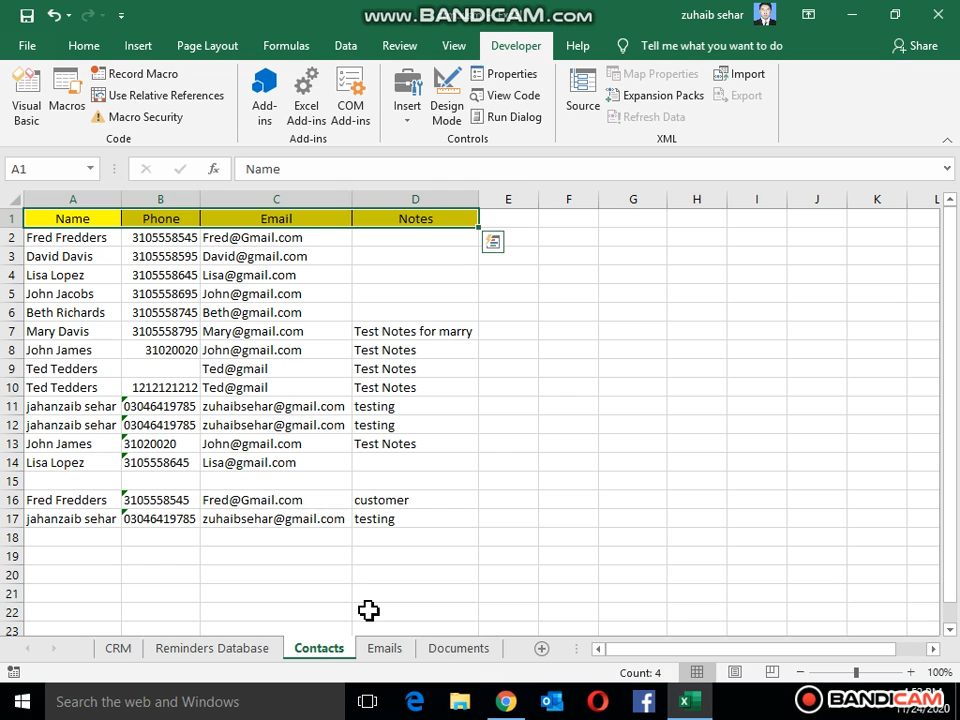 www.BANDICAM.com
zuhaib sehar
File Home Insert Page Layout Formulas Data Review View Developer Help Tell me what you want to do Share
Visual Basic
Macros
Record Macro
Use Relative References
Macro Security
Code
Add-ins
Excel Add-ins
COM Add-ins
Add-ins
Insert
Design Mode
Properties
View Code
Run Dialog
Controls
Source
Map Properties
Expansion Packs
Refresh Data
Import
Export
XML
A1 fx Name
A B C D E F G H I J K L
1 Name Phone Email Notes
2 Fred Fredders 3105558545 Fred@Gmail.com
3 David Davis 3105558595 David@gmail.com
4 Lisa Lopez 3105558645 Lisa@gmail.com
5 John Jacobs 3105558695 John@gmail.com
6 Beth Richards 3105558745 Beth@gmail.com
7 Mary Davis 3105558795 Mary@gmail.com Test Notes for marry
8 John James 31020020 John@gmail.com Test Notes
9 Ted Tedders Ted@gmail Test Notes
10 Ted Tedders 1212121212 Ted@gmail Test Notes
11 jahanzaib sehar 03046419785 zuhaibsehar@gmail.com testing
12 jahanzaib sehar 03046419785 zuhaibsehar@gmail.com testing
13 John James 31020020 John@gmail.com Test Notes
14 Lisa Lopez 3105558645 Lisa@gmail.com
15
16 Fred Fredders 3105558545 Fred@Gmail.com customer
17 jahanzaib sehar 03046419785 zuhaibsehar@gmail.com testing
18
19
20
21
22
23
CRM Reminders Database Contacts Emails Documents
Count: 4 100%
Search the web and Windows
BANDICAM
11/24/2020